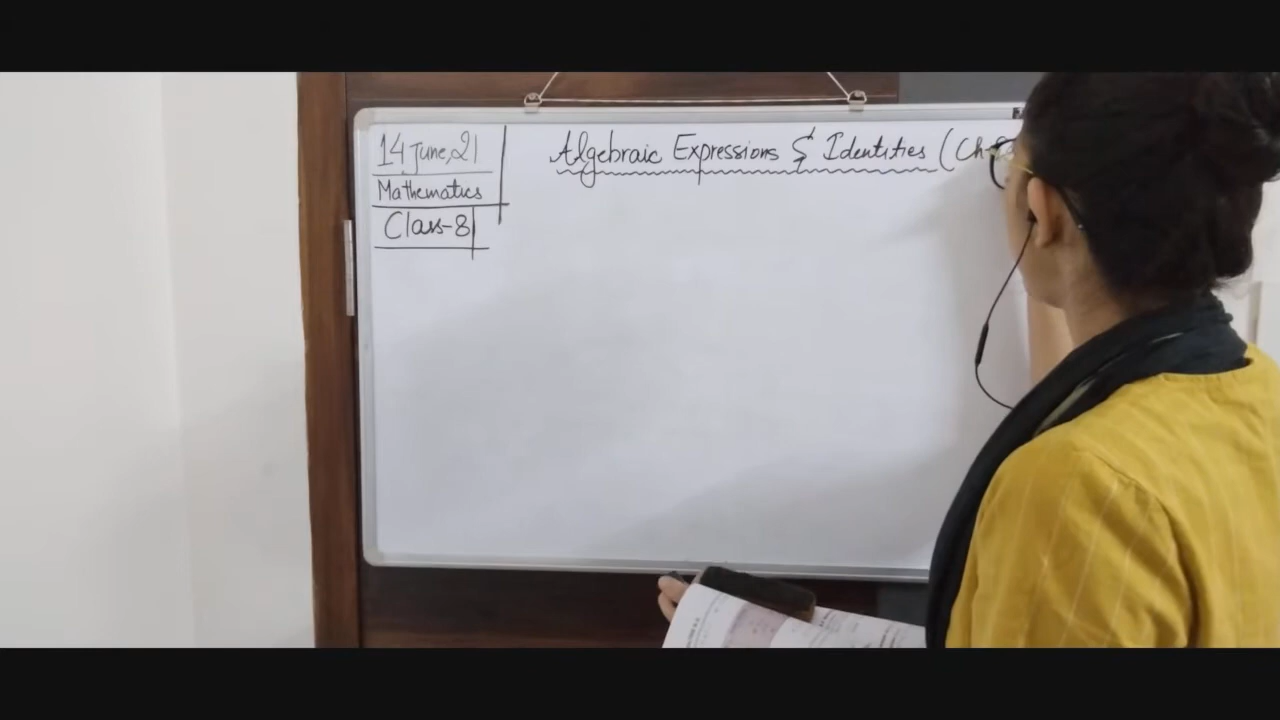 14 June, 21
Mathematics
Class-8
Algebraic Expressions & Identities (Ch-